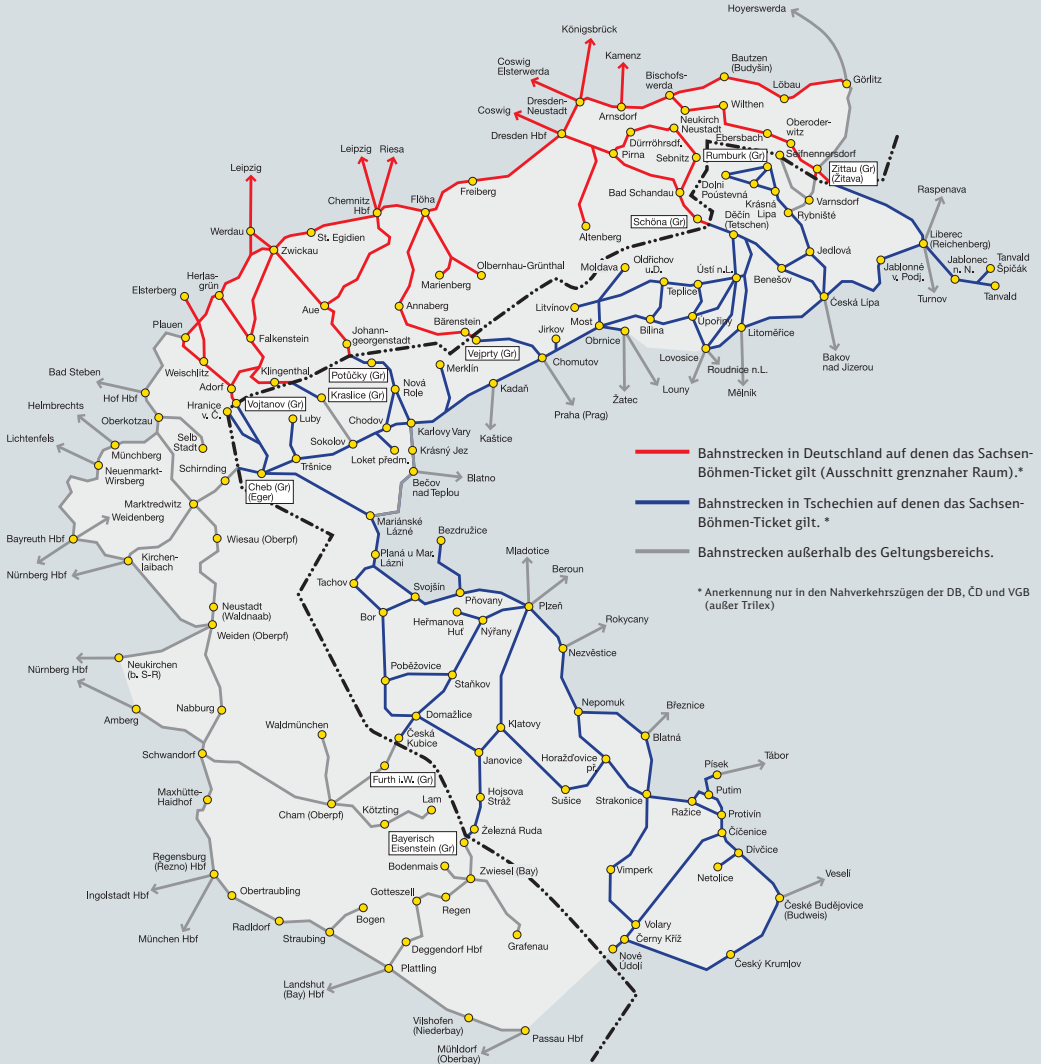 Hoyerswerda
Königsbrück
Kamenz
Coswig
Elsterwerda
Bischofs-
werda
Bautzen
(Budyšin)
Löbau
Görlitz
Coswig
Dresden-
Neustadt
Arnsdorf
Wilthen
Neukirch
Neustadt
Oberoder-
witz
Ebersbach
Dresden Hbf
Dürrröhrsdf.
Pirna
Sebnitz
Rumburk (Gr)
Seifnennersdorf
Zittau (Gr)
(Žitava)
Leipzig
Riesa
Leipzig
Freiberg
Bad Schandau
Dolní
Poustevná
Krásná
Lípa
Varnsdorf
Rybniště
Raspenava
Chemnitz
Hbf
Flöha
Altenberg
Schöna (Gr)
Děčín
(Tetschen)
Liberec
(Reichenberg)
Werdau
St. Egidien
Zwickau
Marienberg
Olbernhau-Grünthal
Moldava
Oldřichov
u.D.
Ústí n.L.
Benešov
Jedlová
Jablonné
v. Podj.
Jablonec
n. N.
Tanvald
Špičák
Tanvald
Turnov
Herlasgrün
Elsterberg
Aue
Annaberg
Bärenstein
Litvínov
Teplice
Most
Obrnice
Bílina
Úpořiny
Česká Lípa
Litoměřice
Lovosice
Roudnice n.L.
Bakov
nad Jizerou
Plauen
Falkenstein
Johann-
georgenstadt
Vejprty (Gr)
Jirkov
Chomutov
Louny
Mělník
Žatec
Weischlitz
Klingenthal
Potůčky (Gr)
Merklín
Bad Steben
Adorf
Kraslice (Gr)
Nová
Role
Kadaň
Praha (Prag)
Hof Hbf
Hranice
v. Č.
Vojtanov (Gr)
Helmbrechts
Oberkotzau
Luby
Chodov
Karlovy Vary
Kaštice
Lichtenfels
Münchberg
Selb
Stadt
Sokolov
Krásný Jez
Neuenmarkt-
Wirsberg
Schirnding
Tršnice
Loket předm.
Bečov
nad Teplou
Blatno
Cheb (Gr)
(Eger)
Marktredwitz
Weidenberg
Bayreuth Hbf
Wiesau (Oberpf)
Mariánské
Lázně
Kirchen-
laibach
Nürnberg Hbf
Bahnstrecken in Deutschland auf denen das Sachsen-
Böhmen-Ticket gilt (Ausschnitt grenznaher Raum).*
Bahnstrecken in Tschechien auf denen das Sachsen-
Böhmen-Ticket gilt. *
Bahnstrecken außerhalb des Geltungsbereichs.
* Anerkennung nur in den Nahverkehrszügen der DB, ČD und VGB
(außer Trilex)
Bezdružice
Planá u Mar.
Lázní
Mladotice
Beroun
Tachov
Svojšín
Pňovany
Plzeň
Neustadt
(Waldnaab)
Bor
Heřmanova
Huť
Nýřany
Rokycany
Weiden (Oberpf)
Nezvěstice
Neukirchen
(b. S-R)
Nürnberg Hbf
Poběžovice
Staňkov
Amberg
Nabburg
Nepomuk
Březnice
Domažlice
Klatovy
Blatná
Waldmünchen
Česká
Kubice
Schwandorf
Janovice
Horažďovice
př.
Písek
Tábor
Furth i.W. (Gr)
Maxhütte-
Haidhof
Hojsova
Stráž
Sušice
Strakonice
Putim
Ražice
Protivín
Cham (Oberpf)
Kötzting
Lam
Číčenice
Železná Ruda
Bayerisch
Eisenstein (Gr)
Dívčice
Regensburg
(Řezno) Hbf
Bodenmais
Zwiesel (Bay)
Vimperk
Netolice
Veselí
Ingolstadt Hbf
Obertraubling
Gotteszell
Regen
České Budějovice
(Budweis)
Bogen
Radldorf
Straubing
Grafenau
Volary
Černy Kříž
München Hbf
Deggendorf Hbf
Nové
Údolí
Český Krumlov
Plattling
Landshut
(Bay) Hbf
Vilshofen
(Niederbay)
Passau Hbf
Mühldorf
(Oberbay)